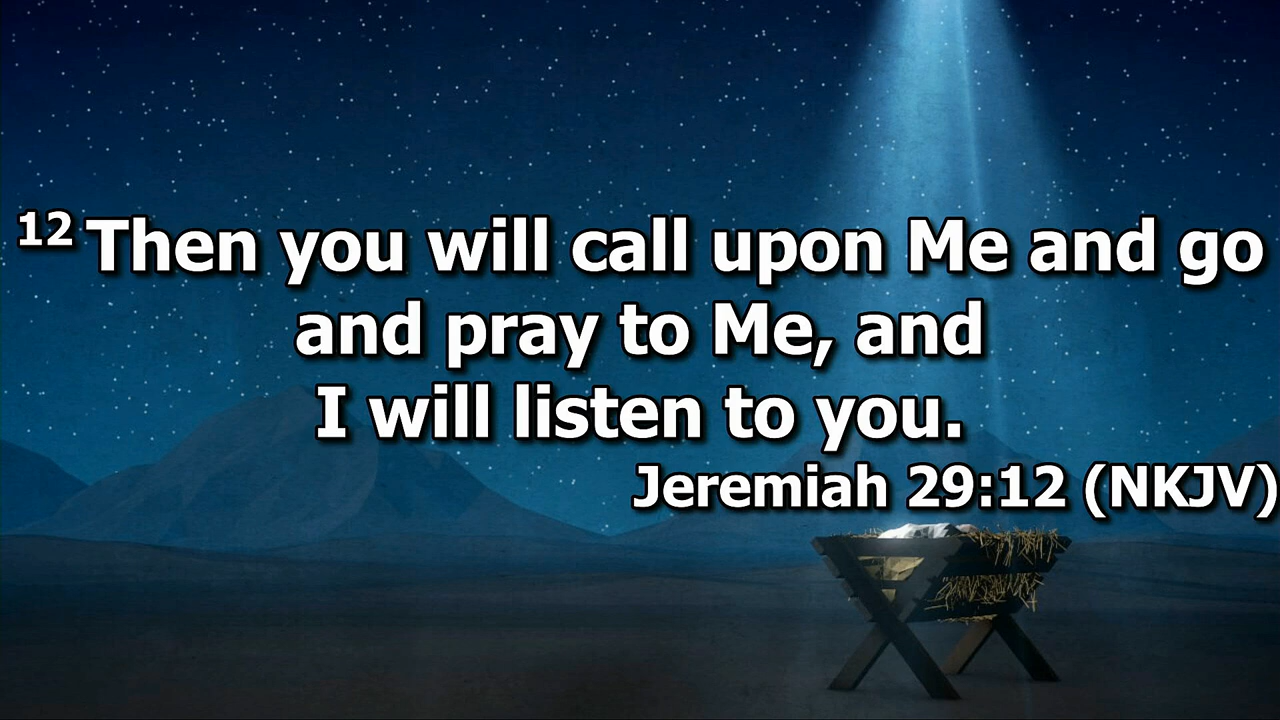 12 Then you will call upon Me and go
and pray to Me, and
I will listen to you.
Jeremiah 29:12 (NKJV)